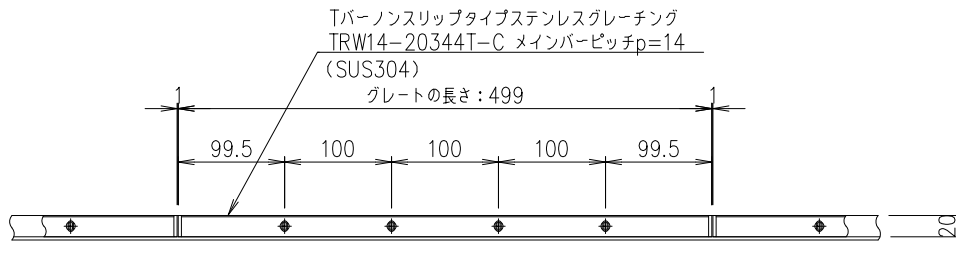 Tバーノンスリップタイプステンレスグレーチング
TRW14-20344T-C メインバーピッチp=14
（SUS304）
1 グレートの長さ：499 1
99.5 100 100 100 99.5
20